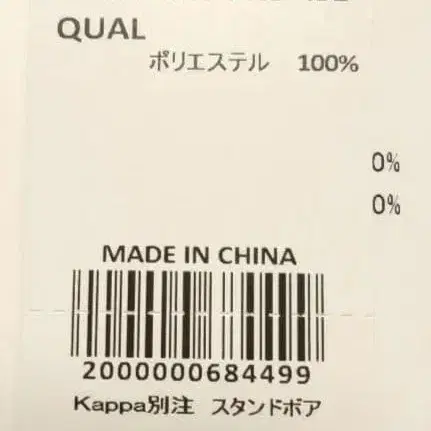 QUAL
ポリエステル 100%
0%
0%
MADE IN CHINA
2000000684499
Kappa別注 スタンドボア